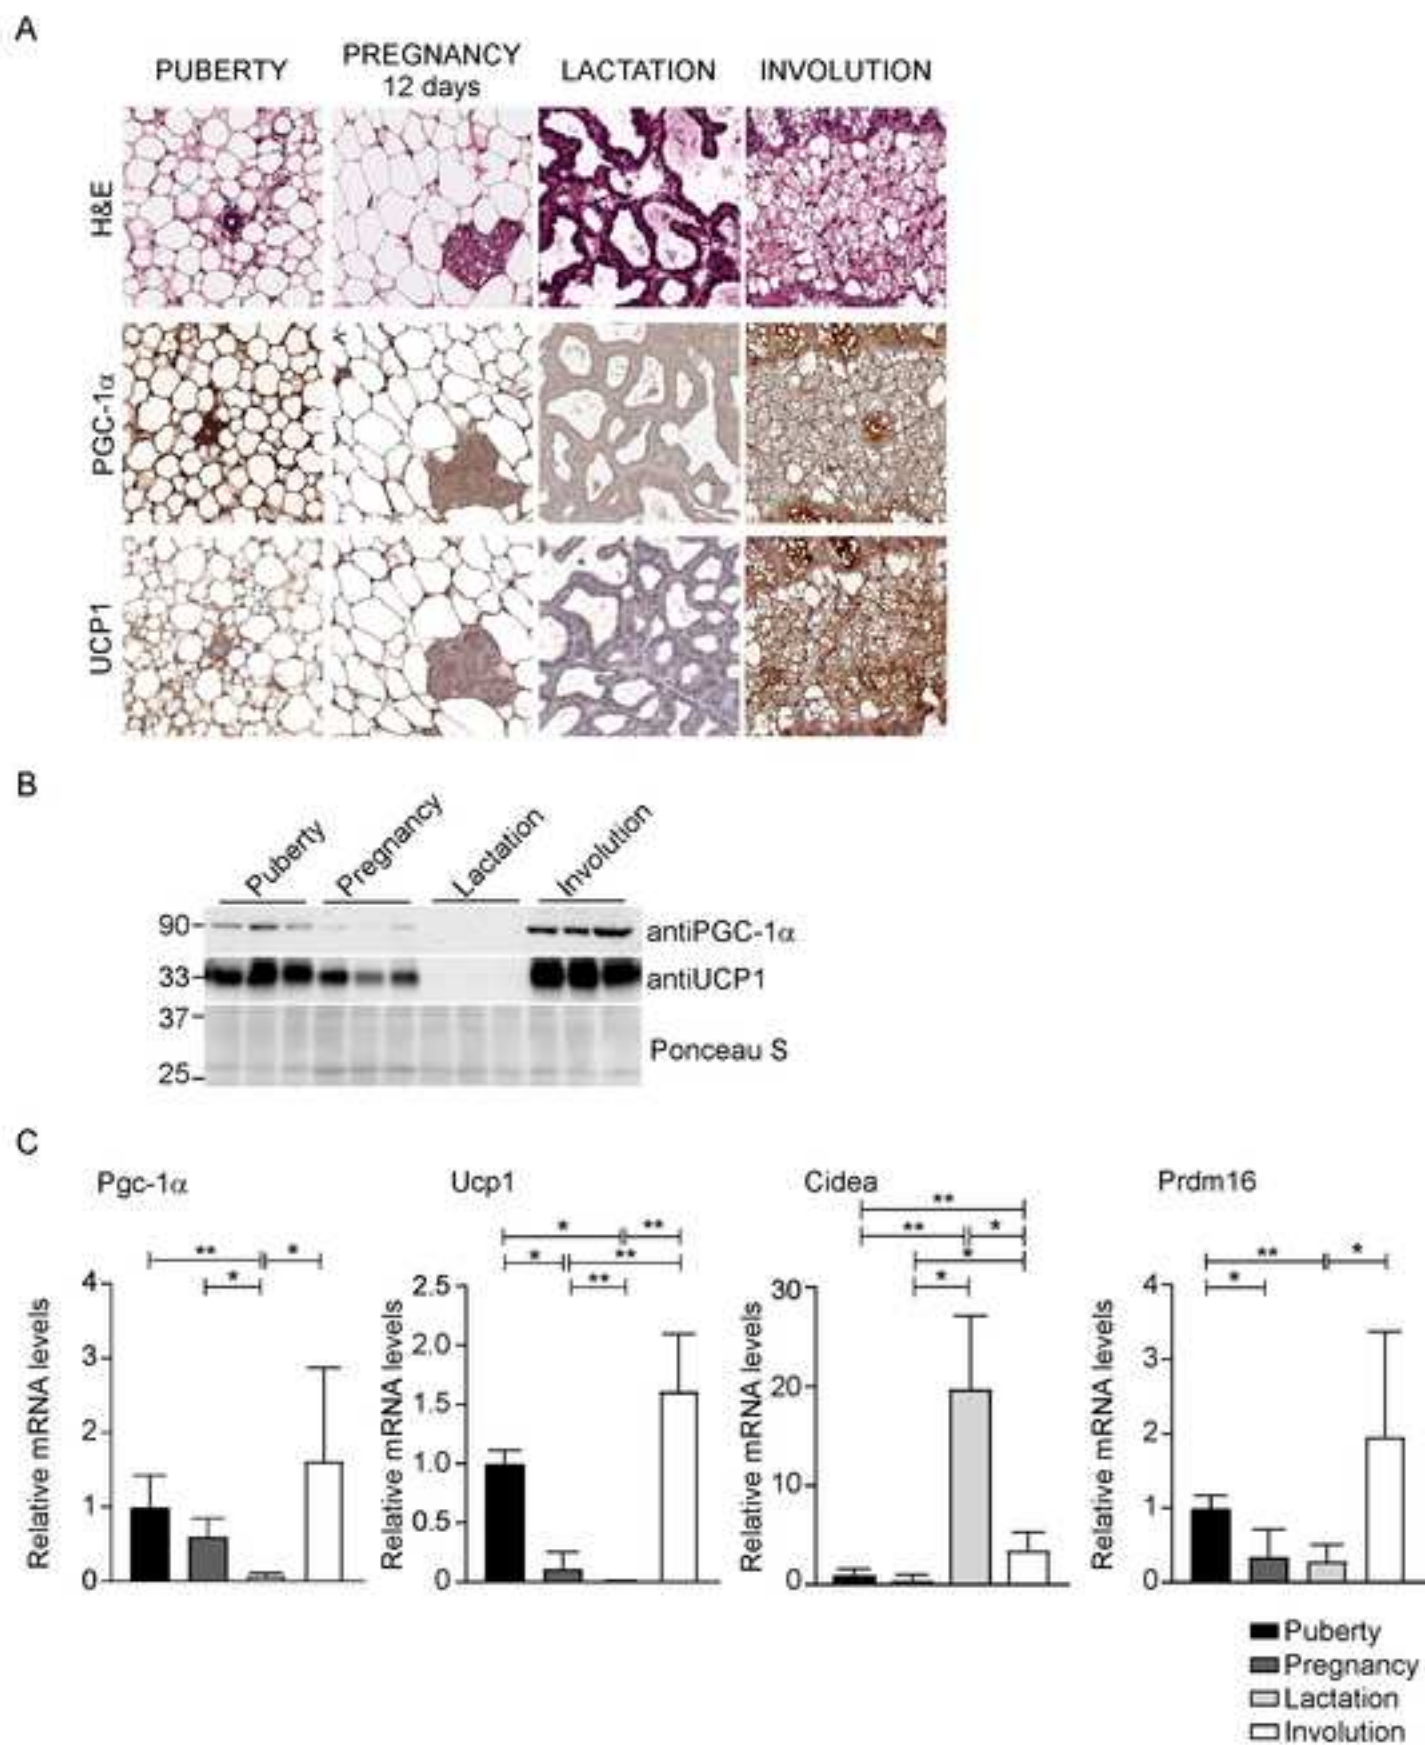 A
PUBERTY
PREGNANCY
12 days
LACTATION
INVOLUTION
H&E
PGC-1α
UCP1
B
Puberty
Pregnancy
Lactation
Involution
90
antiPGC-1α
33
antiUCP1
37
25
Ponceau S
C
Pgc-1α
** *
*
Relative mRNA levels
4
3
2
1
0
Ucp1
* **
* **
**
Relative mRNA levels
2.5
2.0
1.5
1.0
0.5
0
Cidea
**
** *
*
*
Relative mRNA levels
30
20
10
0
Prdm16
** *
*
Relative mRNA levels
4
3
2
1
0
Puberty
Pregnancy
Lactation
Involution